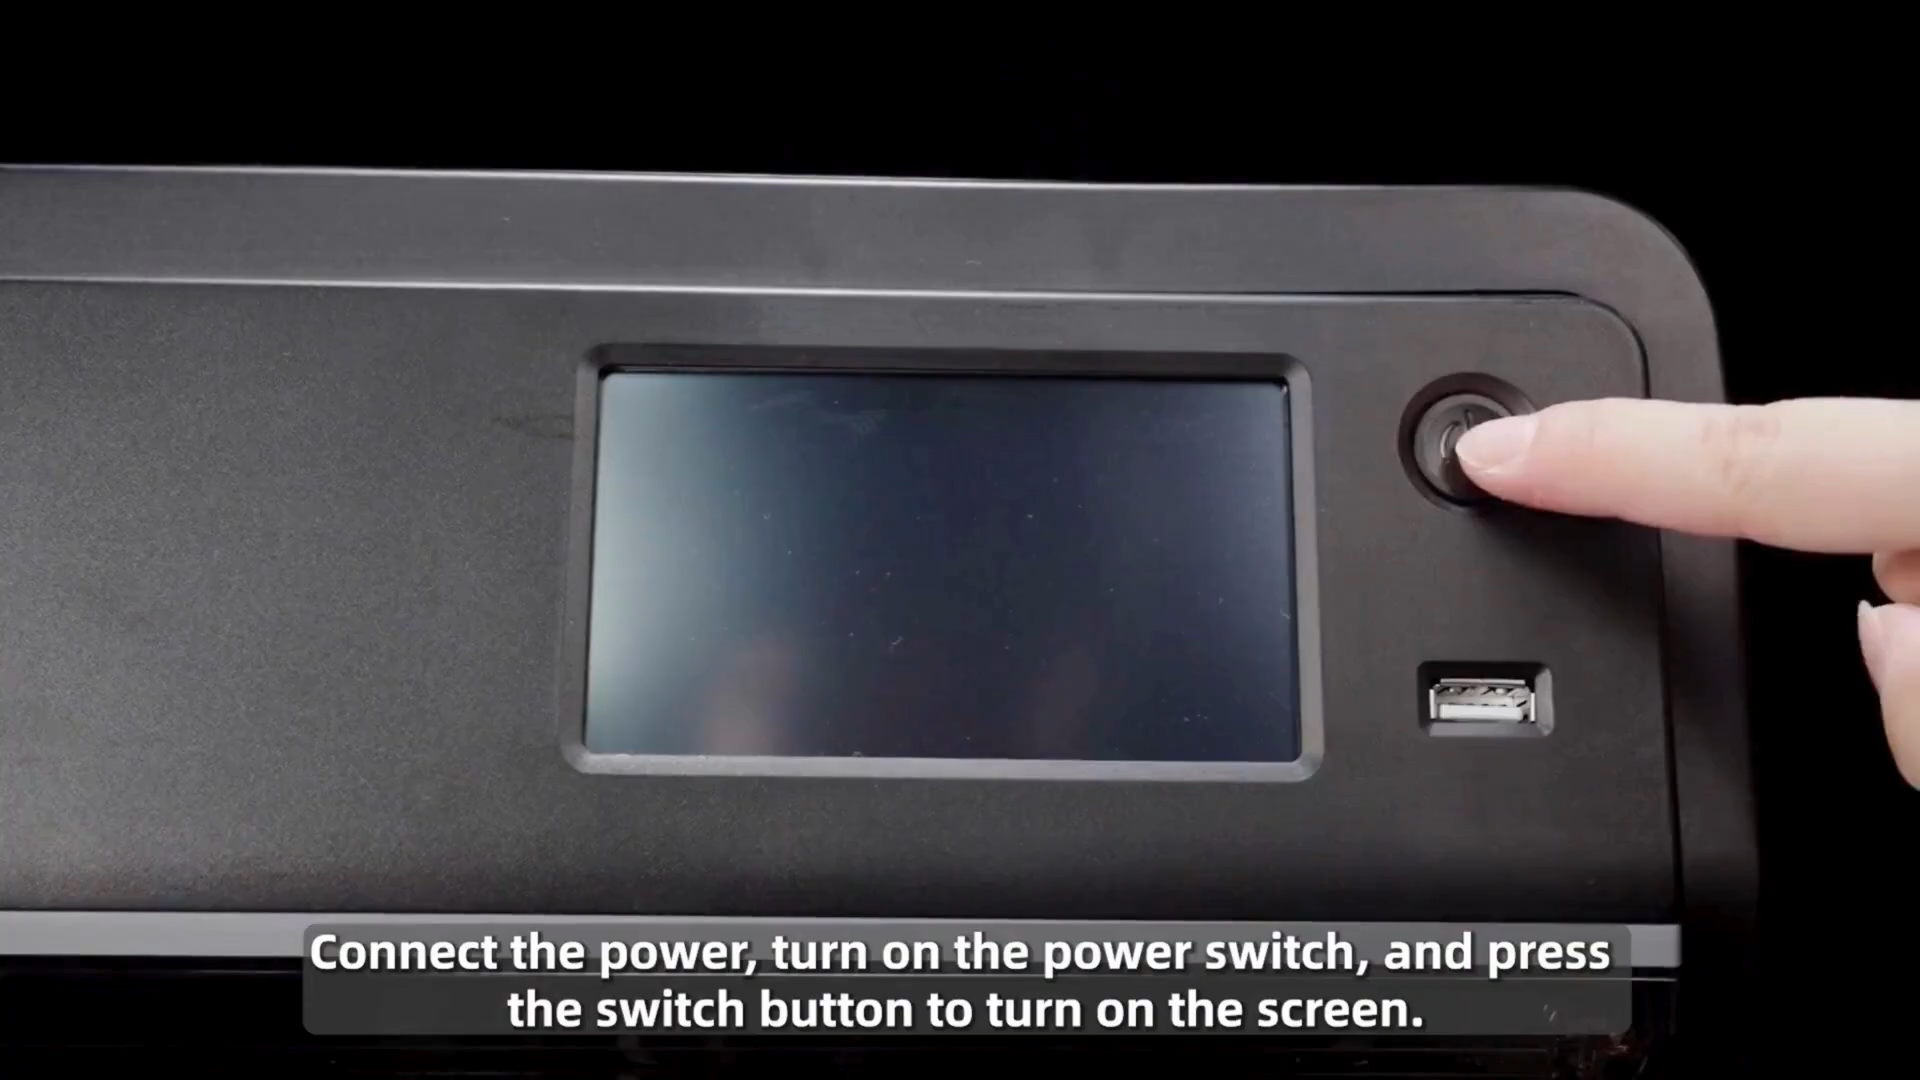 Connect the power, turn on the power switch, and press
the switch button to turn on the screen.